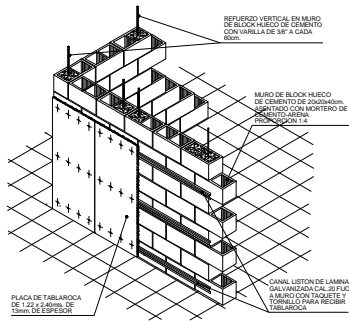 REFUERZO VERTICAL EN MURO
DE BLOCK HUECO DE CEMENTO
CON VARILLA DE 3/8" A CADA
60cm.
MURO DE BLOCK HUECO
DE CEMENTO DE 20x20x40cm.
ASENTADO CON MORTERO DE
CEMENTO-ARENA
PROPORCION 1:4
CANAL LISTON DE LAMINA
GALVANIZADA CAL.20 FIJO
A MURO CON TAQUETE Y
TORNILLO PARA RECIBIR
TABLAROCA
PLACA DE TABLAROCA
DE 1.22 x 2.40mts. DE
13mm. DE ESPESOR